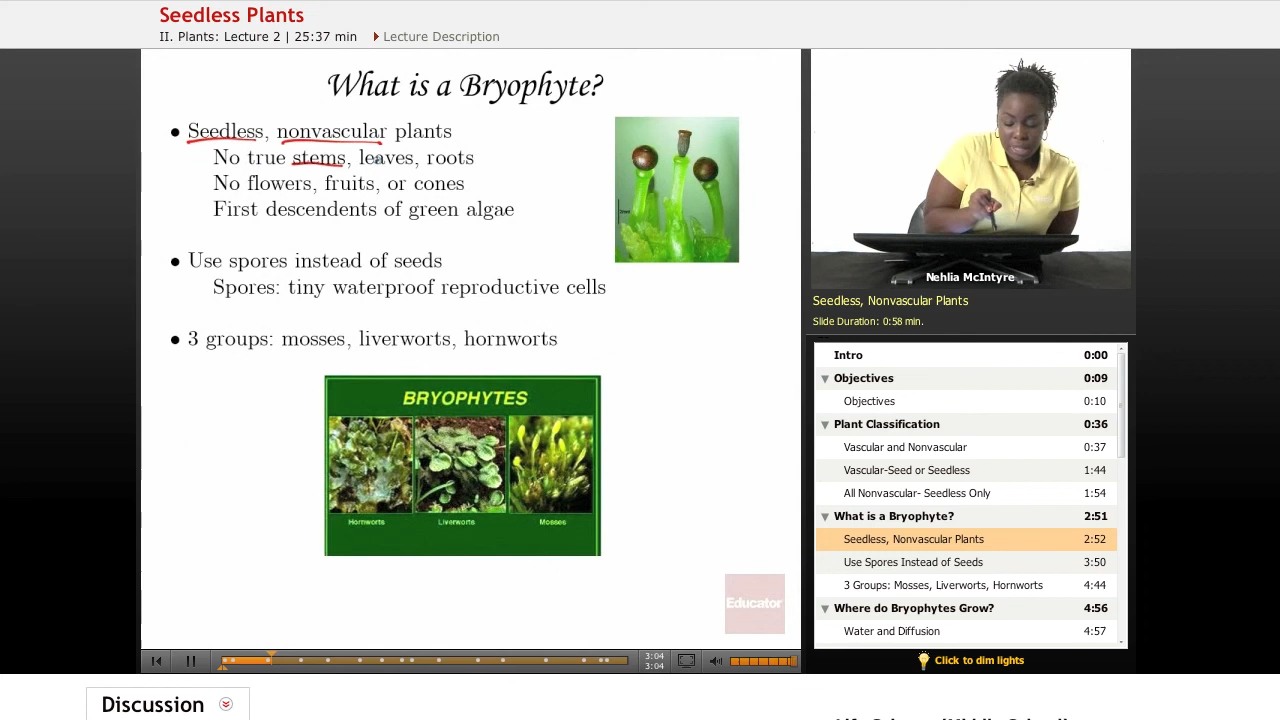 Seedless Plants
II. Plants: Lecture 2 | 25:37 min
Lecture Description
What is a Bryophyte?
Seedless, nonvascular plants
No true stems, leaves, roots
No flowers, fruits, or cones
First descendents of green algae
Use spores instead of seeds
Spores: tiny waterproof reproductive cells
3 groups: mosses, liverworts, hornworts
BRYOPHYTES
Hornworts Liverworts Mosses
Educator
3:04
3:04
Nehlia McIntyre
Seedless, Nonvascular Plants
Slide Duration: 0:58 min.
Intro 0:00
Objectives 0:09
Objectives 0:10
Plant Classification 0:36
Vascular and Nonvascular 0:37
Vascular-Seed or Seedless 1:44
All Nonvascular- Seedless Only 1:54
What is a Bryophyte? 2:51
Seedless, Nonvascular Plants 2:52
Use Spores Instead of Seeds 3:50
3 Groups: Mosses, Liverworts, Hornworts 4:44
Where do Bryophytes Grow? 4:56
Water and Diffusion 4:57
Click to dim lights
Discussion